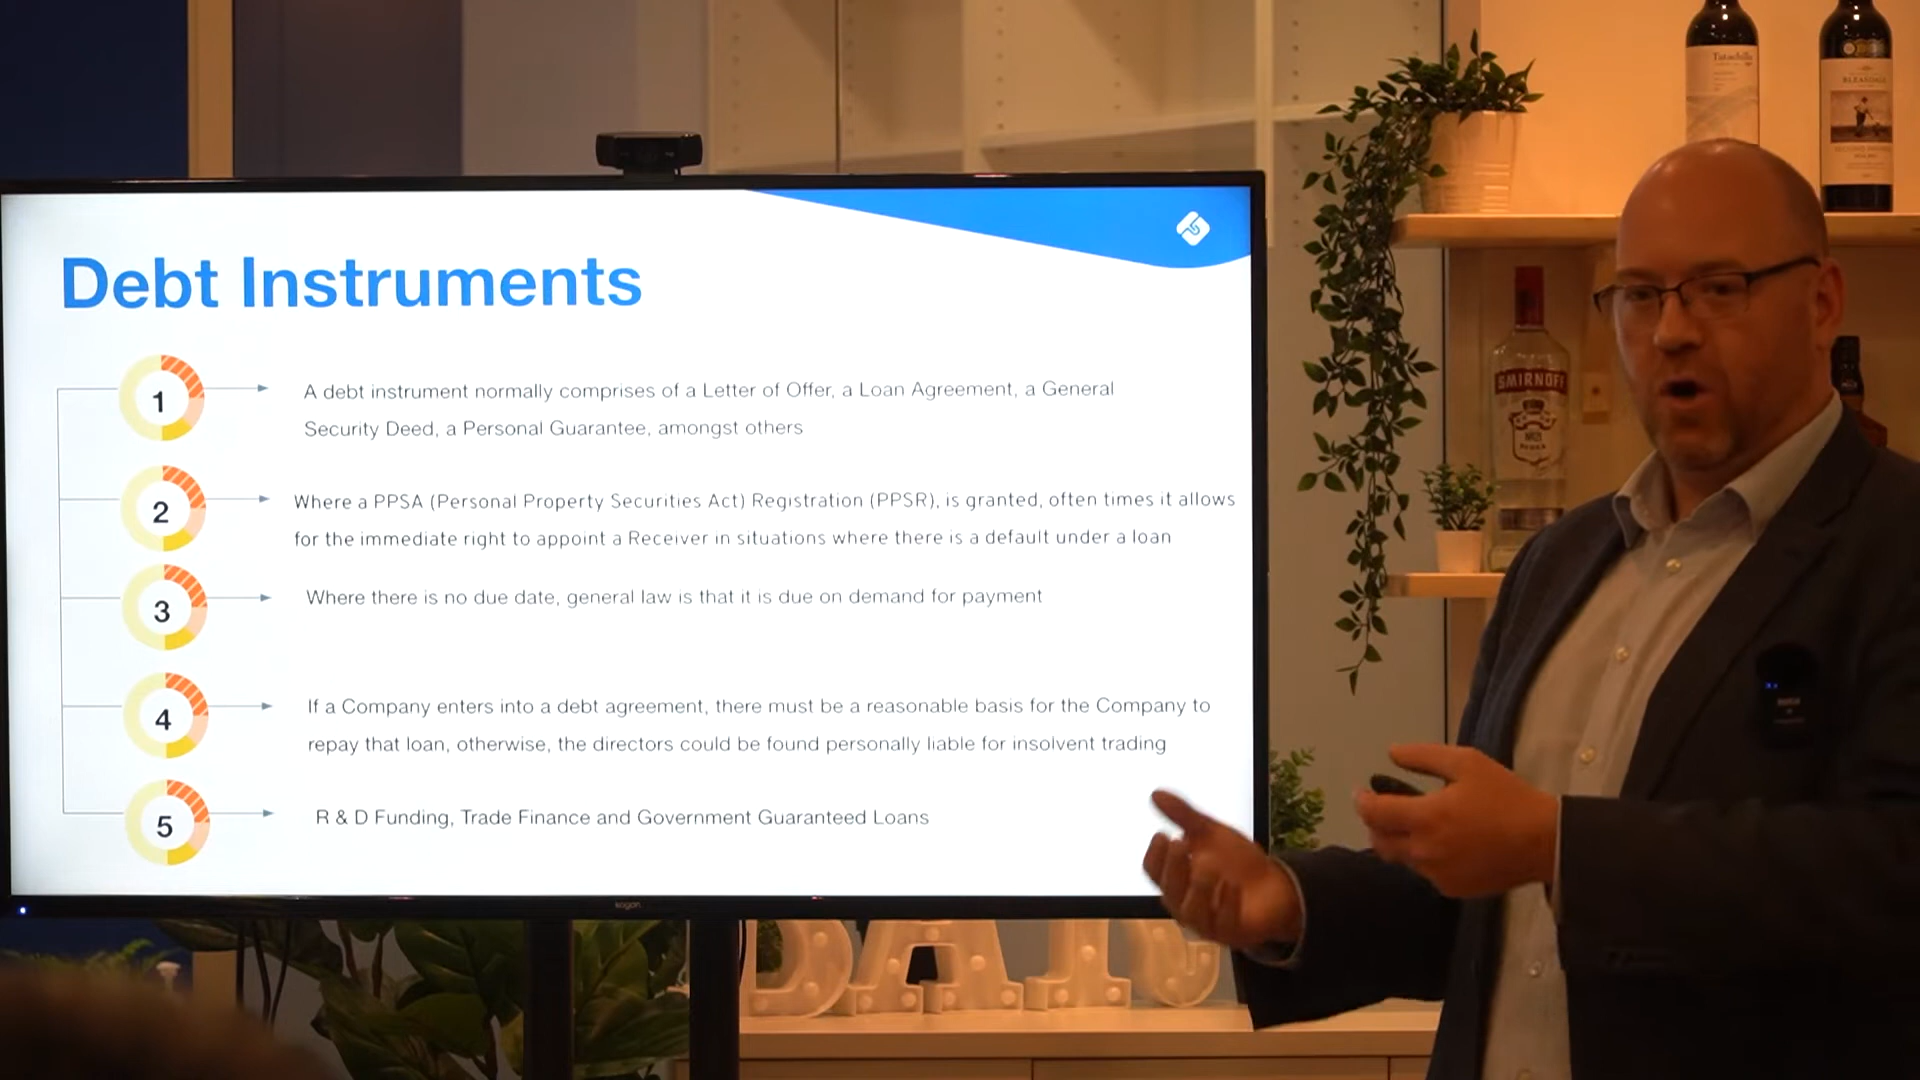 Debt Instruments
1
A debt instrument normally comprises of a Letter of Offer, a Loan Agreement, a General
Security Deed, a Personal Guarantee, amongst others
2
Where a PPSA (Personal Property Securities Act) Registration (PPSR), is granted, often times it allows
for the immediate right to appoint a Receiver in situations where there is a default under a loan
3
Where there is no due date, general law is that it is due on demand for payment
4
If a Company enters into a debt agreement, there must be a reasonable basis for the Company to
repay that loan, otherwise, the directors could be found personally liable for insolvent trading
5
R & D Funding, Trade Finance and Government Guaranteed Loans
kogan
SMIRNOFF
VODKA
Tatachilla
BLEASDALE